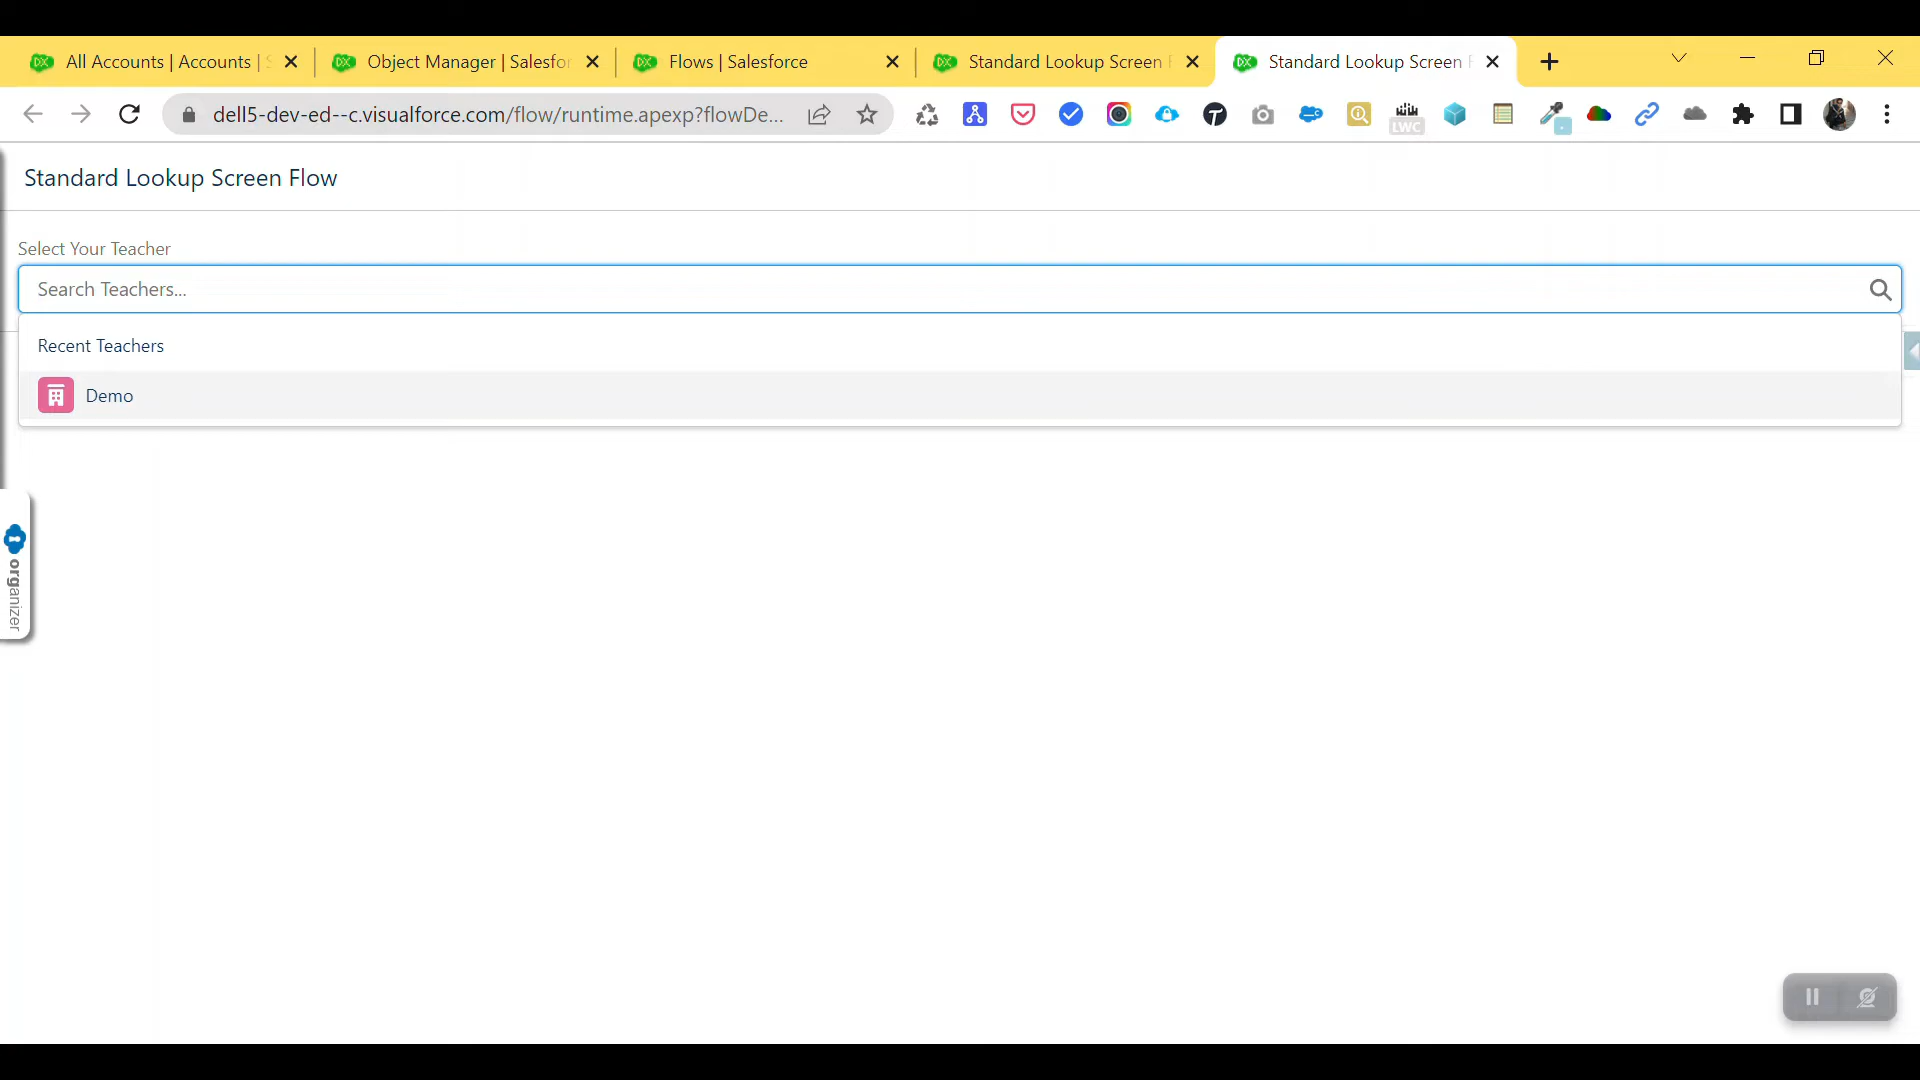 All Accounts | Accounts | S
Object Manager | Salesfor
Flows | Salesforce
Standard Lookup Screen F
Standard Lookup Screen F
dell5-dev-ed--c.visualforce.com/flow/runtime.apexp?flowDe...
LWC
Standard Lookup Screen Flow
Select Your Teacher
Search Teachers...
Recent Teachers
Demo
organizer